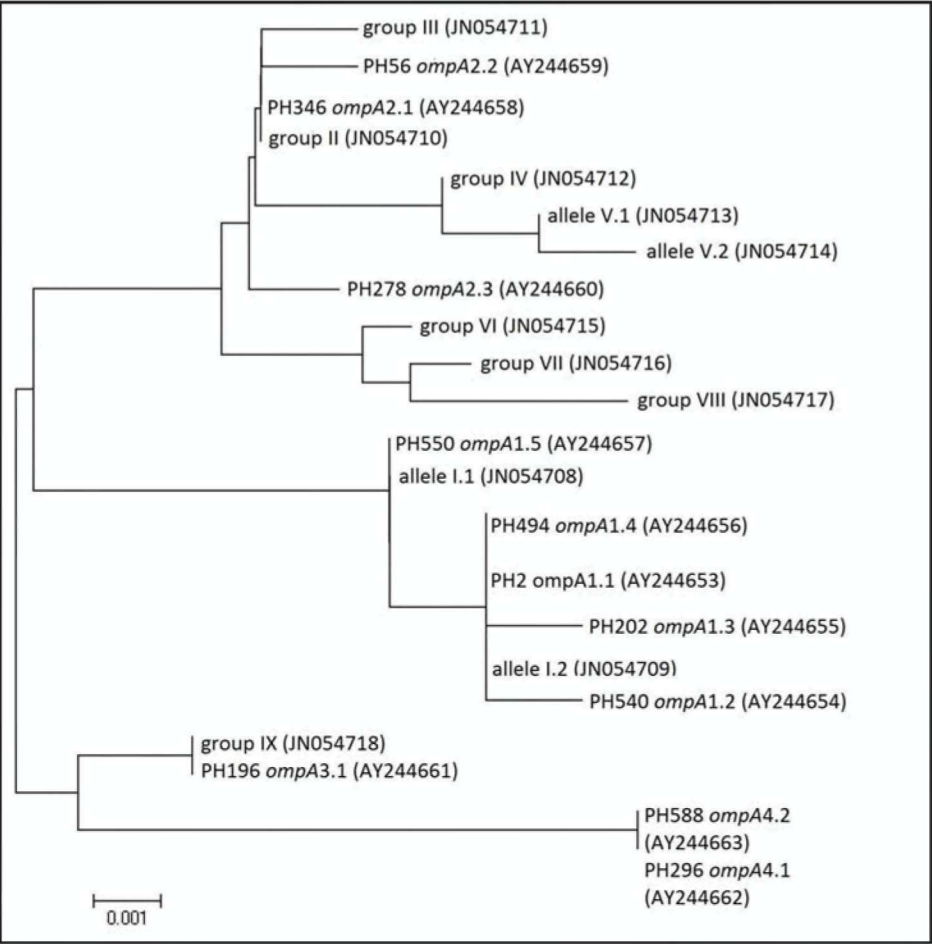 group III (JN054711)
PH56 ompA2.2 (AY244659)
PH346 ompA2.1 (AY244658)
group II (JN054710)
group IV (JN054712)
allele V.1 (JN054713)
allele V.2 (JN054714)
PH278 ompA2.3 (AY244660)
group VI (JN054715)
group VII (JN054716)
group VIII (JN054717)
PH550 ompA1.5 (AY244657)
allele I.1 (JN054708)
PH494 ompA1.4 (AY244656)
PH2 ompA1.1 (AY244653)
PH202 ompA1.3 (AY244655)
allele I.2 (JN054709)
PH540 ompA1.2 (AY244654)
group IX (JN054718)
PH196 ompA3.1 (AY244661)
PH588 ompA4.2
(AY244663)
PH296 ompA4.1
(AY244662)
0.001